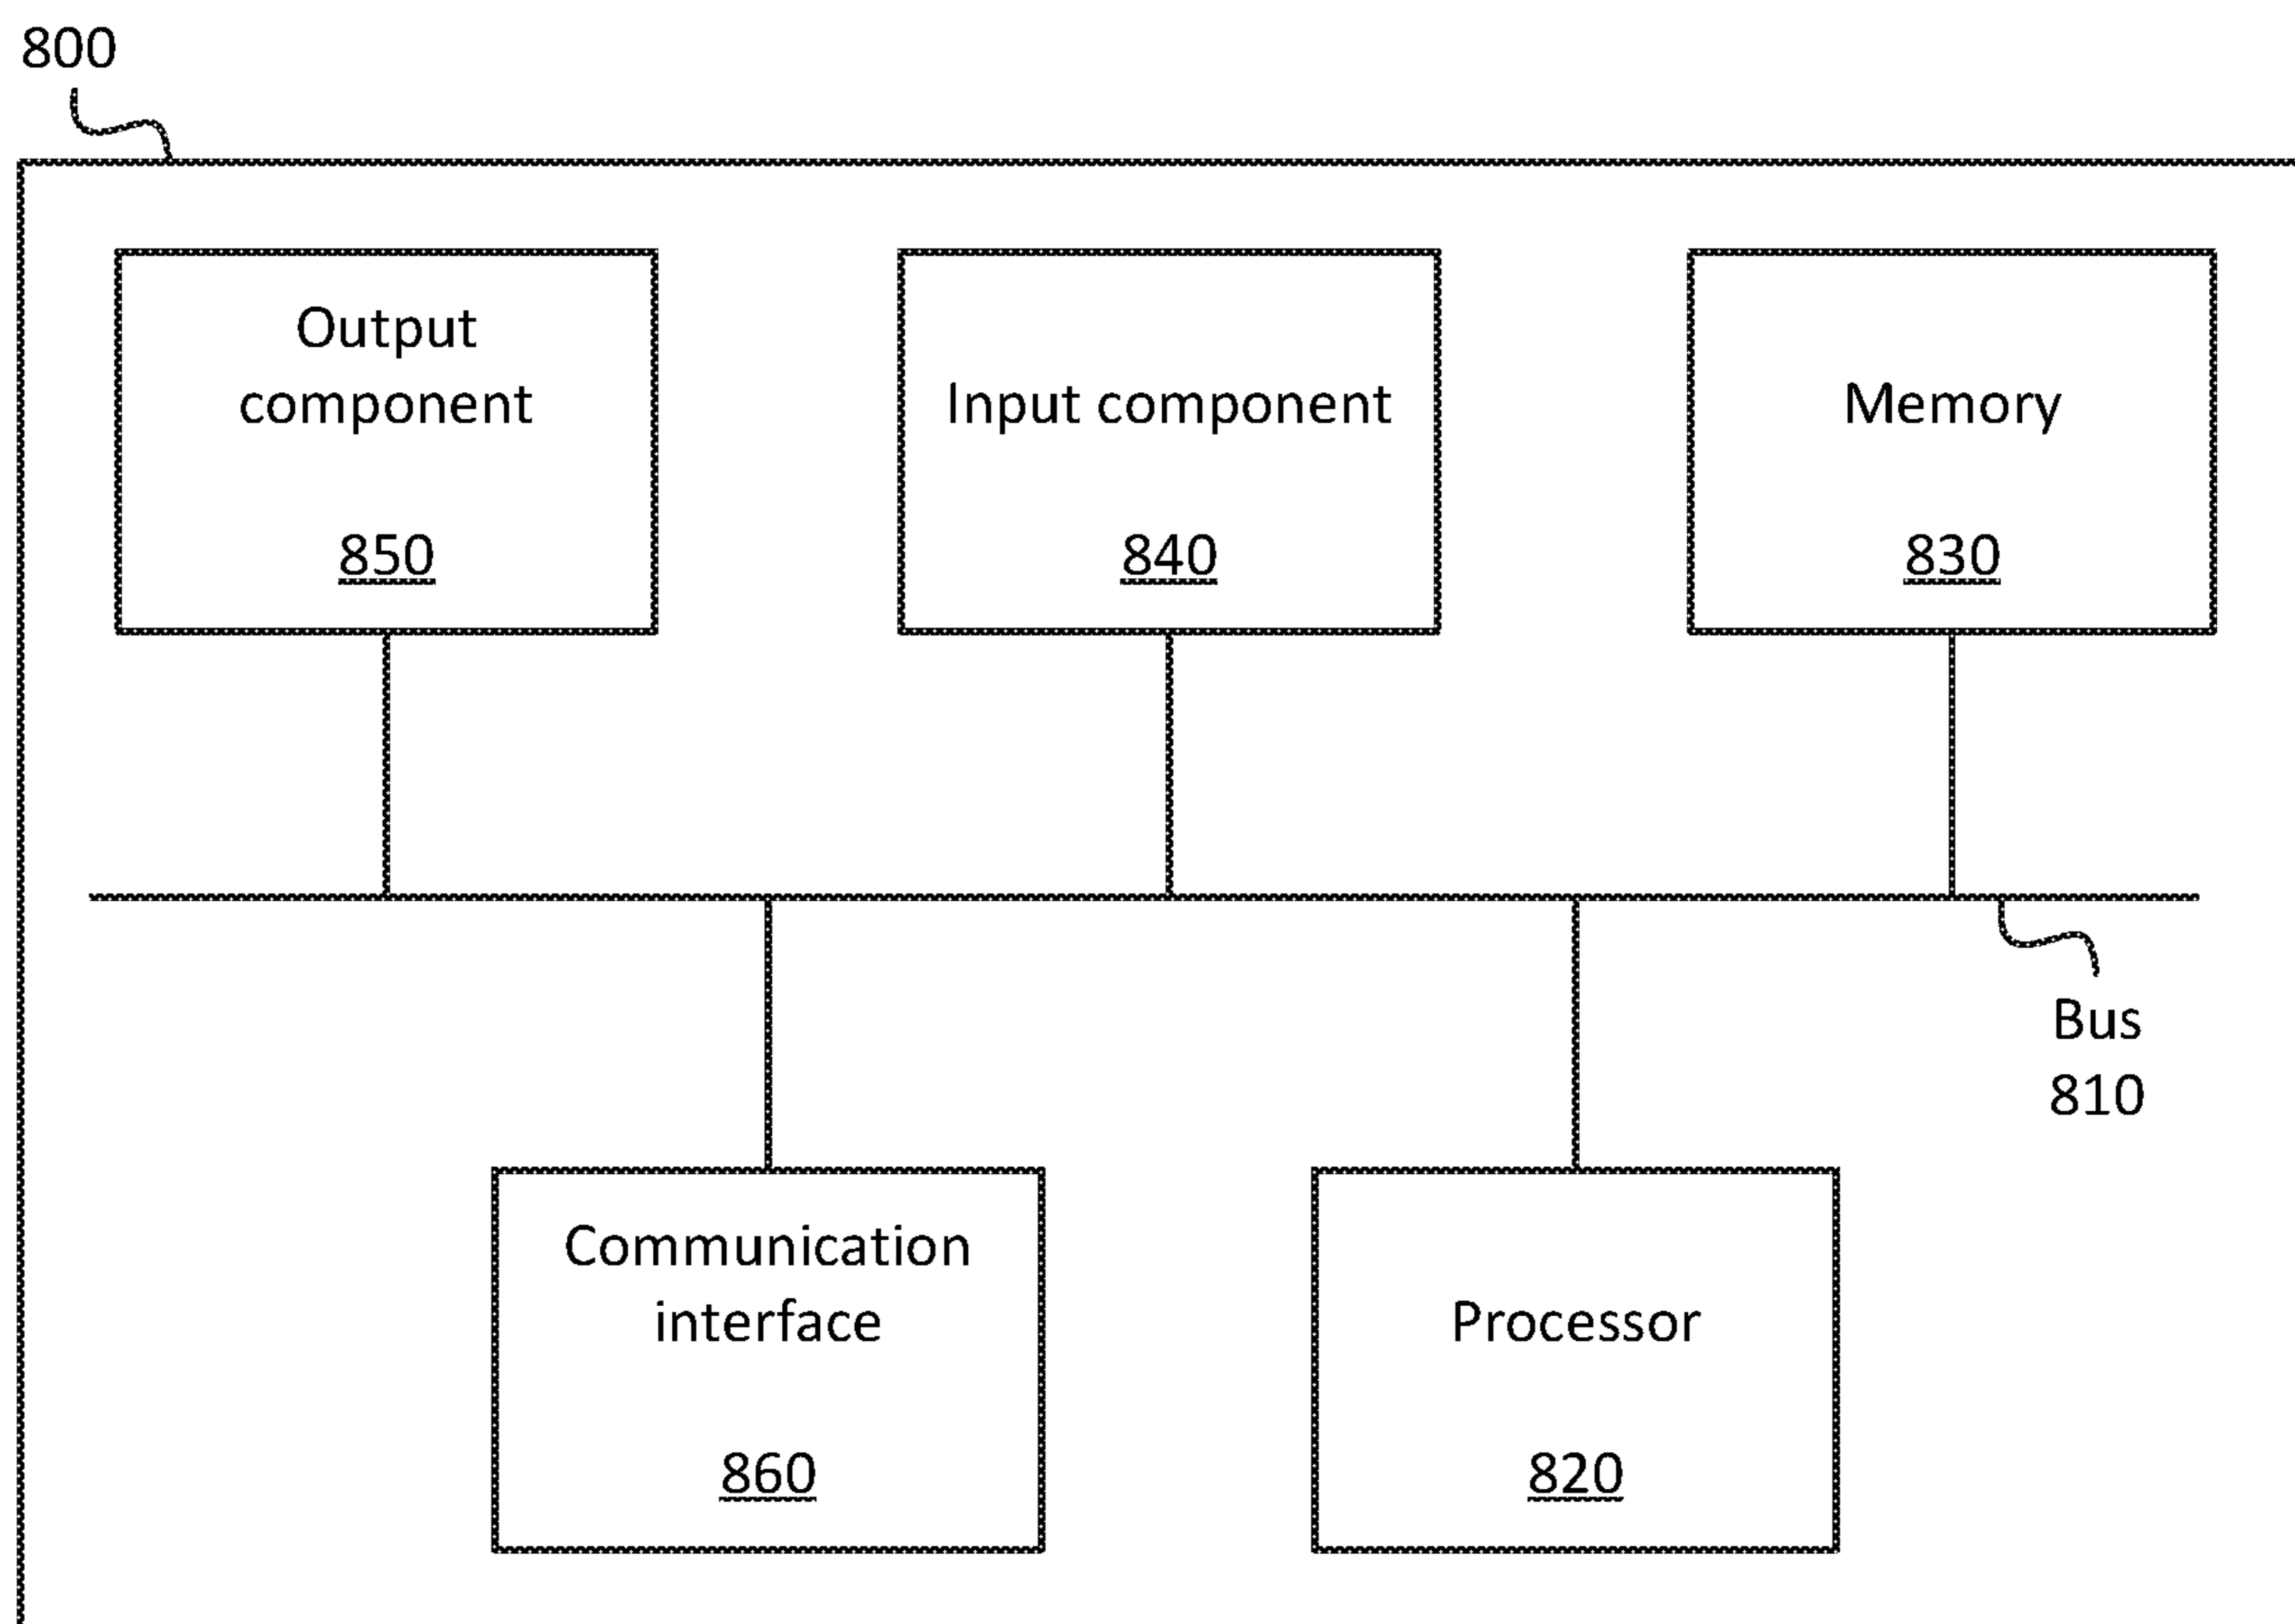 800
Output
component
850
Input component
840
Memory
830
Bus
810
Communication
interface
860
Processor
820